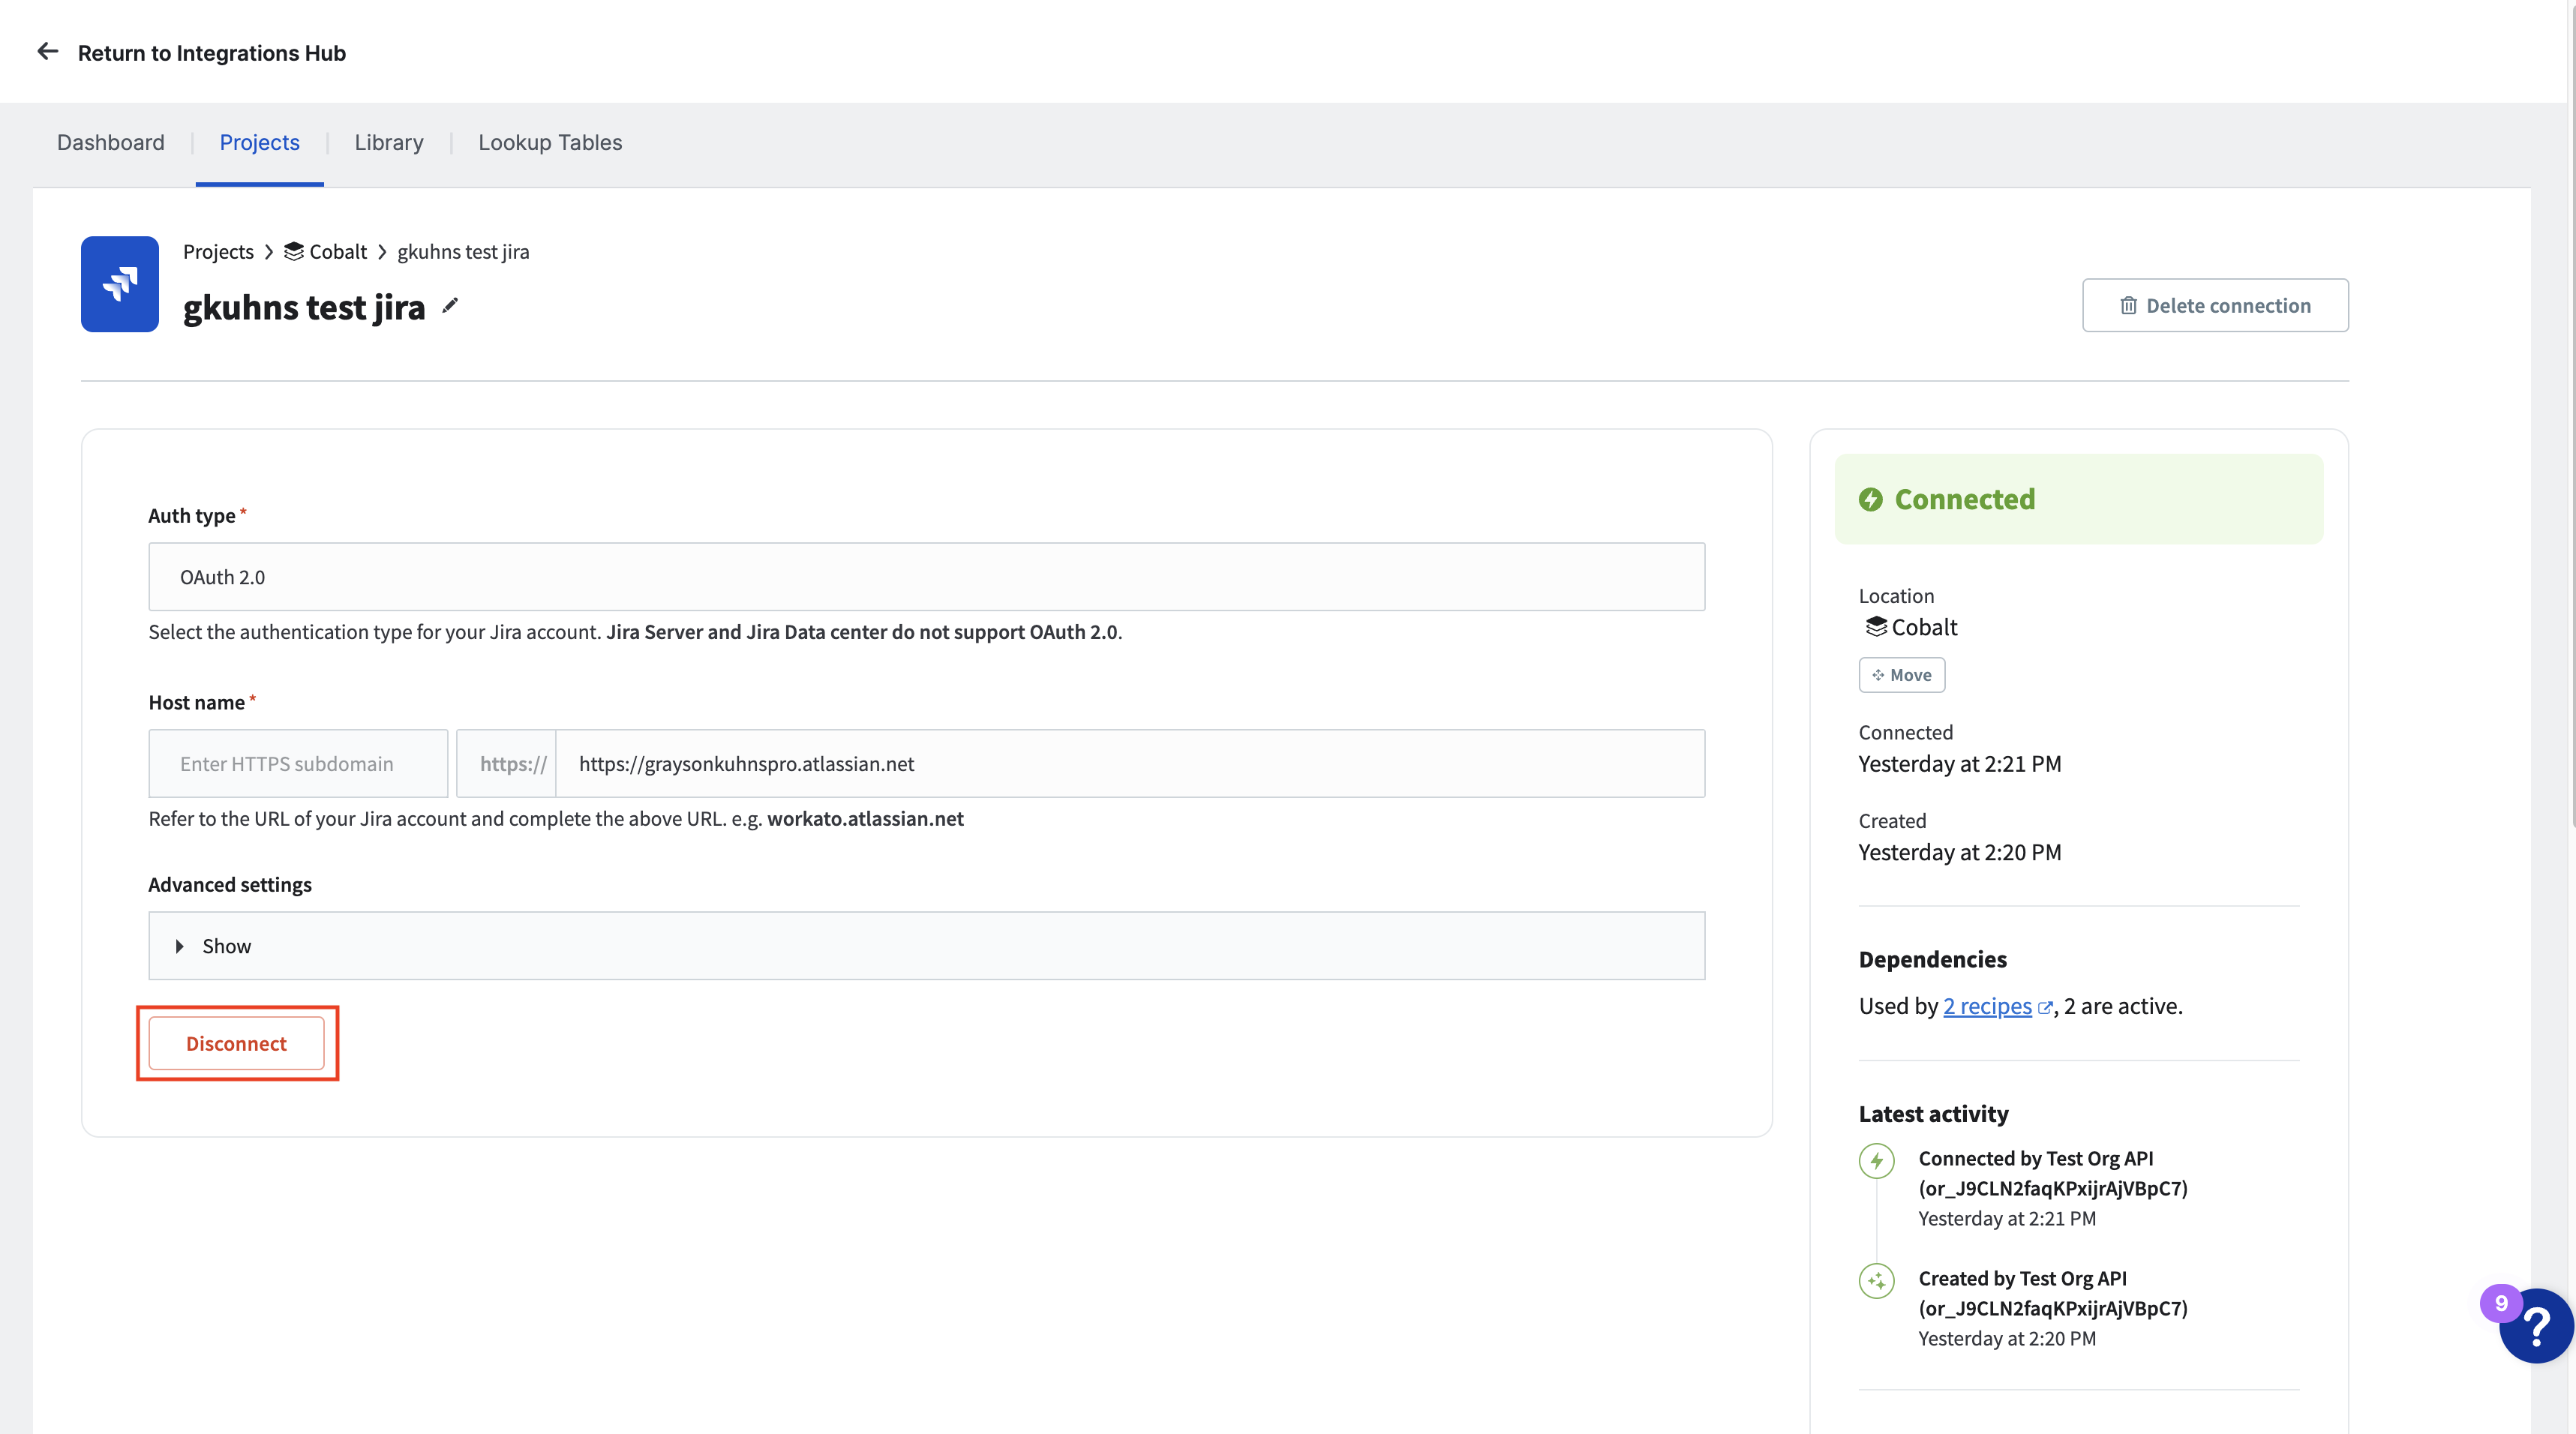 Return to Integrations Hub
Dashboard
Projects
Library
Lookup Tables
Projects > Cobalt > gkuhns test jira
gkuhns test jira
Delete connection
Auth type *
OAuth 2.0
Select the authentication type for your Jira account. Jira Server and Jira Data center do not support OAuth 2.0.
Host name *
Enter HTTPS subdomain
https://
https://graysonkuhnspro.atlassian.net
Refer to the URL of your Jira account and complete the above URL. e.g. workato.atlassian.net
Advanced settings
Show
Disconnect
Connected
Location
Cobalt
Move
Connected
Yesterday at 2:21 PM
Created
Yesterday at 2:20 PM
Dependencies
Used by 2 recipes , 2 are active.
Latest activity
Connected by Test Org API
(or_J9CLN2faqKPxijrAjVBpC7)
Yesterday at 2:21 PM
Created by Test Org API
(or_J9CLN2faqKPxijrAjVBpC7)
Yesterday at 2:20 PM
9
?